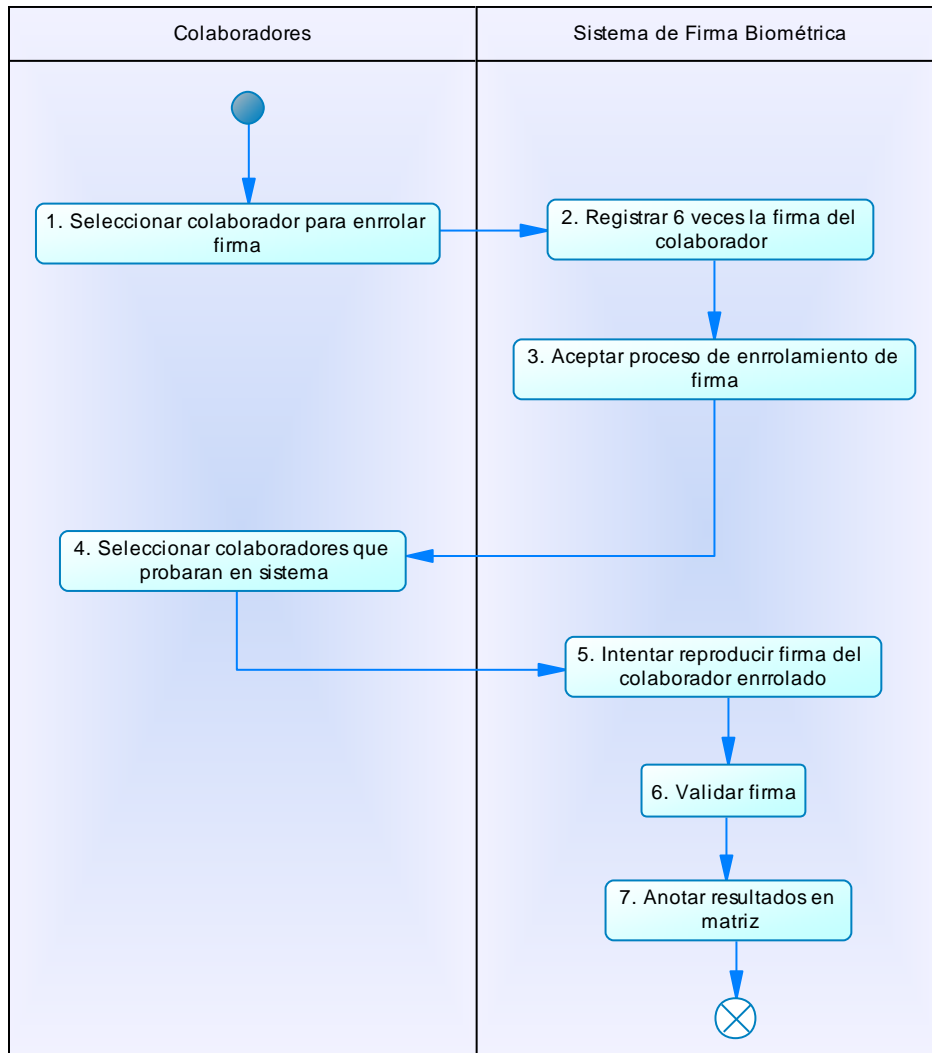 Colaboradores
Sistema de Firma Biométrica
1. Seleccionar colaborador para enrrolar
firma
2. Registrar 6 veces la firma del
colaborador
3. Aceptar proceso de enrrolamiento de
firma
4. Seleccionar colaboradores que
probaran en sistema
5. Intentar reproducir firma del
colaborador enrrolado
6. Validar firma
7. Anotar resultados en
matriz